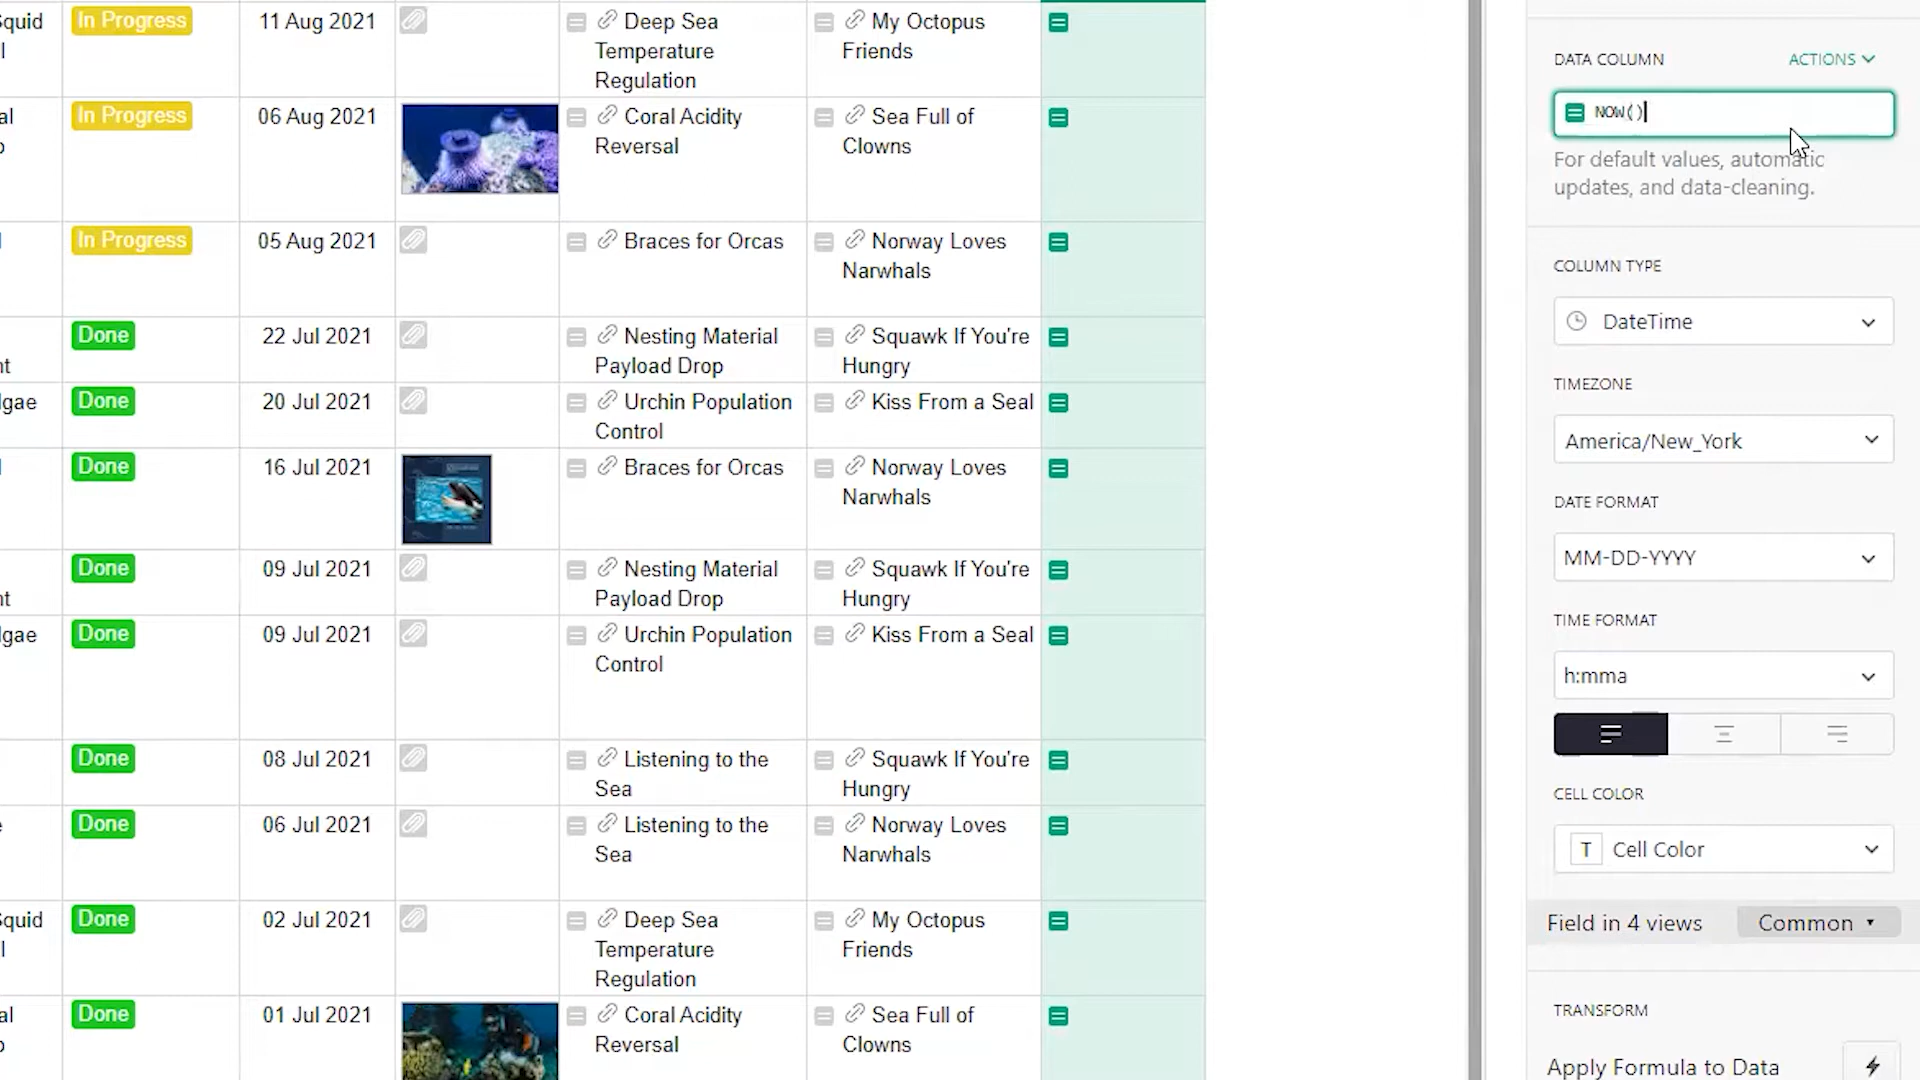 quid
l
In Progress
11 Aug 2021
Deep Sea
Temperature
Regulation
My Octopus
Friends
al
o
In Progress
06 Aug 2021
Coral Acidity
Reversal
Sea Full of
Clowns
In Progress
05 Aug 2021
Braces for Orcas
Norway Loves
Narwhals
nt
Done
22 Jul 2021
Nesting Material
Payload Drop
Squawk If You're
Hungry
lgae
Done
20 Jul 2021
Urchin Population
Control
Kiss From a Seal
Done
16 Jul 2021
Braces for Orcas
Norway Loves
Narwhals
nt
Done
09 Jul 2021
Nesting Material
Payload Drop
Squawk If You're
Hungry
lgae
Done
09 Jul 2021
Urchin Population
Control
Kiss From a Seal
Done
08 Jul 2021
Listening to the
Sea
Squawk If You're
Hungry
e
Done
06 Jul 2021
Listening to the
Sea
Norway Loves
Narwhals
Squid
l
Done
02 Jul 2021
Deep Sea
Temperature
Regulation
My Octopus
Friends
al
o
Done
01 Jul 2021
Coral Acidity
Reversal
Sea Full of
Clowns
DATA COLUMN
ACTIONS
NOW()
For default values, automatic
updates, and data-cleaning.
COLUMN TYPE
DateTime
TIMEZONE
America/New_York
DATE FORMAT
MM-DD-YYYY
TIME FORMAT
h:mma
CELL COLOR
T Cell Color
Field in 4 views
Common
TRANSFORM
Apply Formula to Data